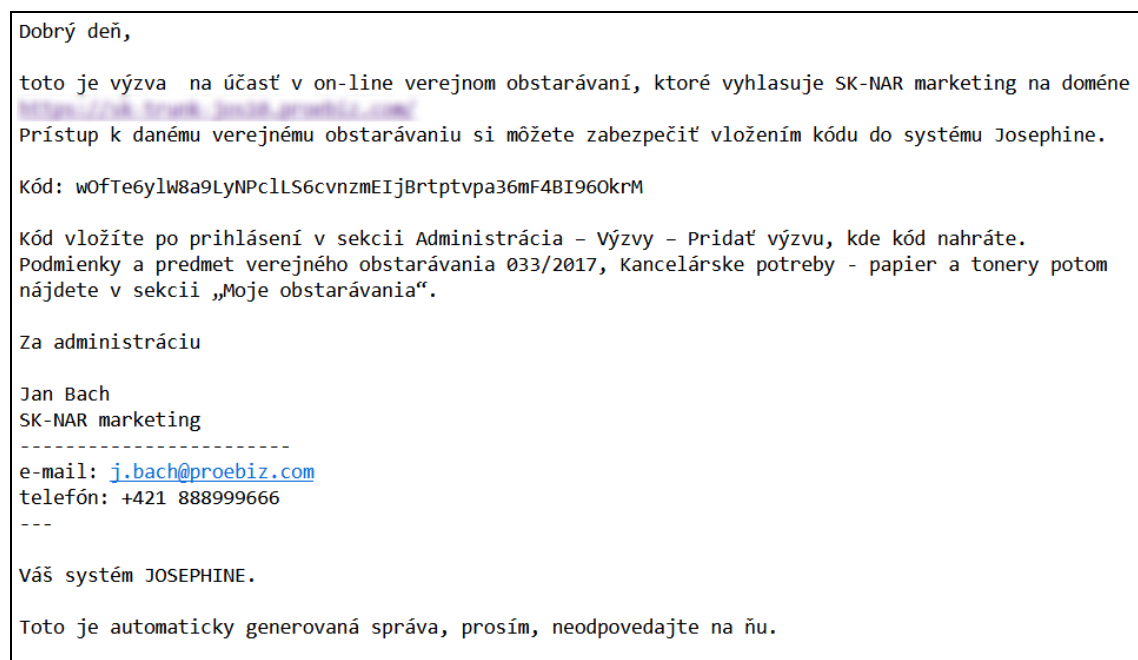 Dobrý deň,
toto je výzva  na účasť v on-line verejnom obstarávaní, ktoré vyhlasuje SK-NAR marketing na doméne
Prístup k danému verejnému obstarávaniu si môžete zabezpečiť vložením kódu do systému Josephine.
Kód: wOfTe6ylW8a9LyNPclLS6cvnzmEIjBrtptvpa36mF4BI96OkrM
Kód vložíte po prihlásení v sekcii Administrácia – Výzvy – Pridať výzvu, kde kód nahráte.
Podmienky a predmet verejného obstarávania 033/2017, Kancelárske potreby - papier a tonery potom
nájdete v sekcii „Moje obstarávania“.
Za administráciu
Jan Bach
SK-NAR marketing
------------------------
e-mail: j.bach@proebiz.com
telefón: +421 888999666
---
Váš systém JOSEPHINE.
Toto je automaticky generovaná správa, prosím, neodpovedajte na ňu.